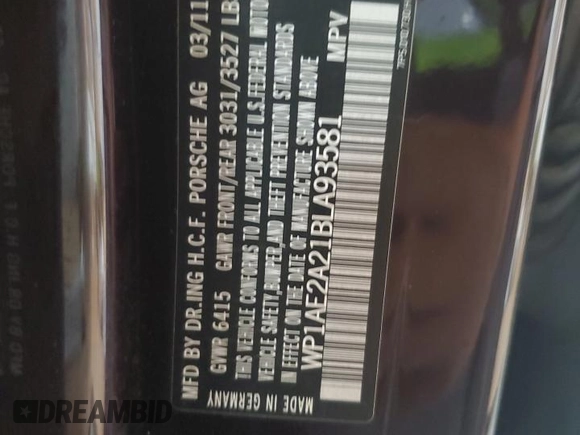 MFD BY DR.ING H.C.F. PORSCHE AG 03/11
GVWR 6415 GAWR FRONT/REAR 3031/3527 LB
THIS VEHICLE CONFORMS TO ALL APPLICABLE U.S. FEDERAL MOTOR
VEHICLE SAFETY, BUMPER, AND THEFT PREVENTION STANDARDS
IN EFFECT ON THE DATE OF MANUFACTURE SHOWN ABOVE
WP1AE2A21BLA93581 MPV
MADE IN GERMANY
DREAMBID